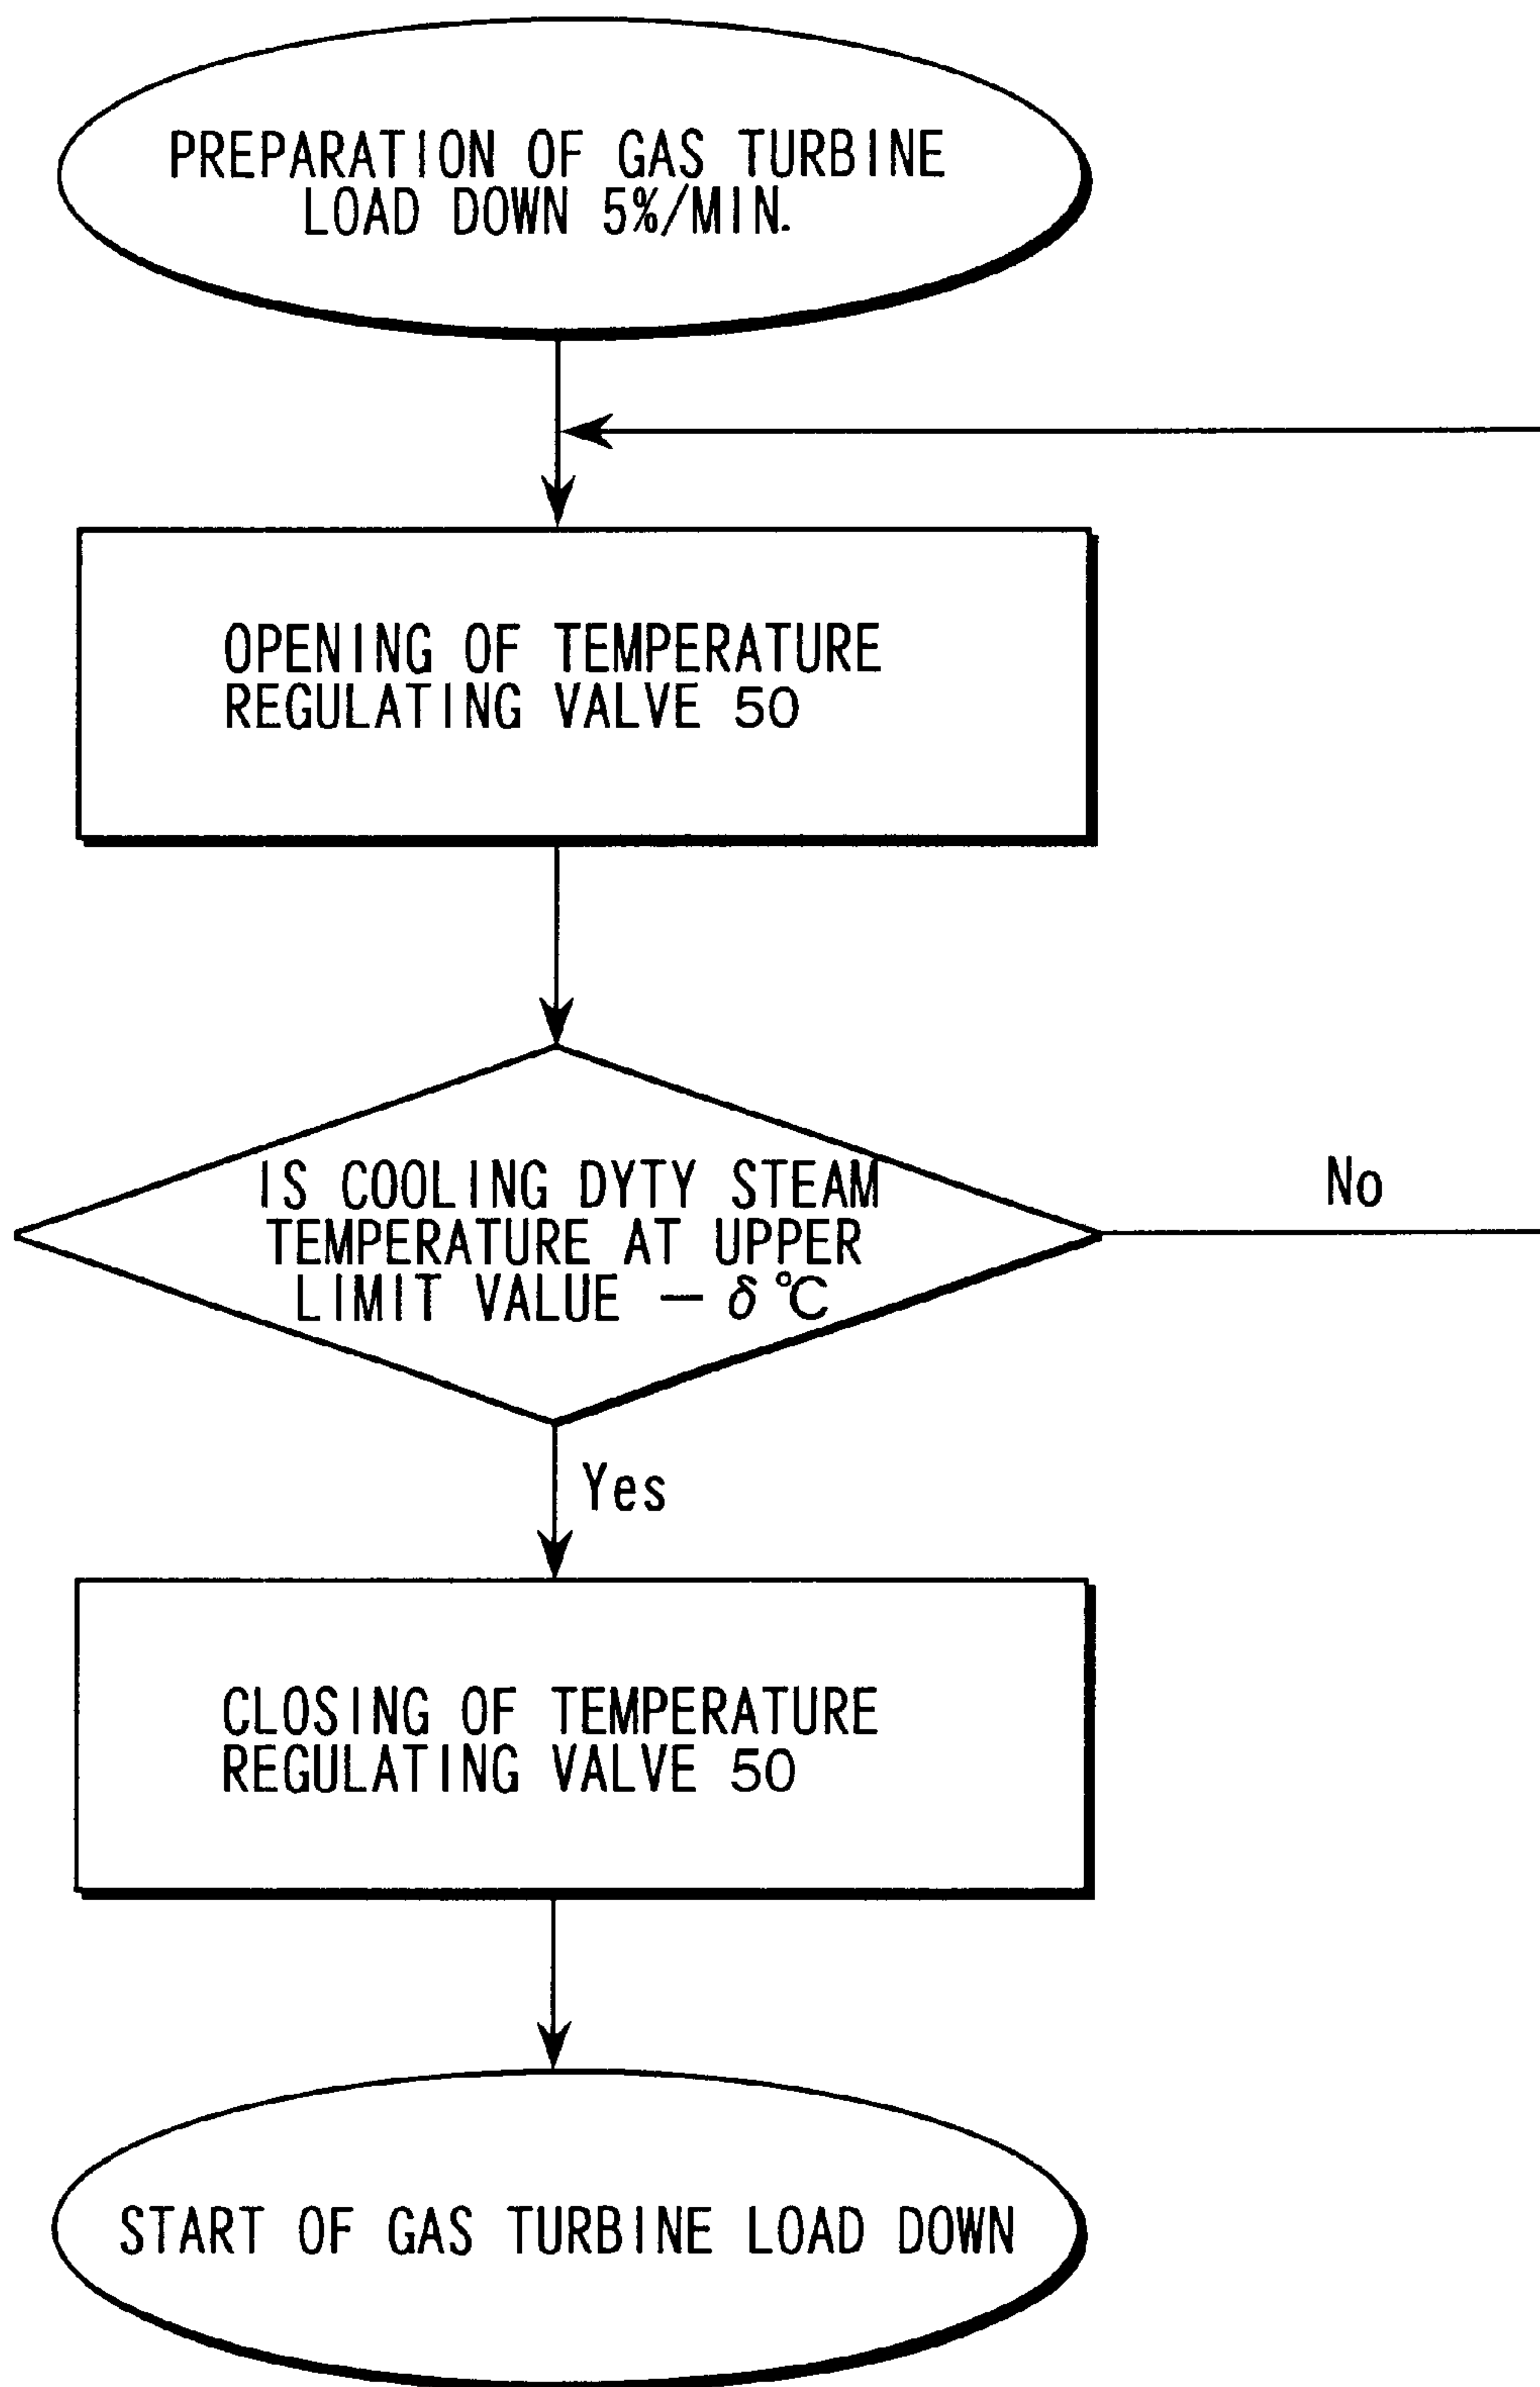 PREPARATION OF GAS TURBINE
LOAD DOWN 5%/MIN.
OPENING OF TEMPERATURE
REGULATING VALVE 50
IS COOLING DYTY STEAM
TEMPERATURE AT UPPER
LIMIT VALUE — δ°C
No
Yes
CLOSING OF TEMPERATURE
REGULATING VALVE 50
START OF GAS TURBINE LOAD DOWN